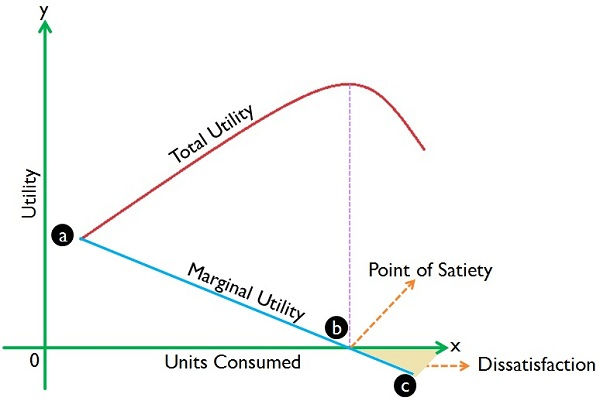 y
Total Utility
Utility
a
Marginal Utility
Point of Satiety
b
x
0
Units Consumed
Dissatisfaction
c